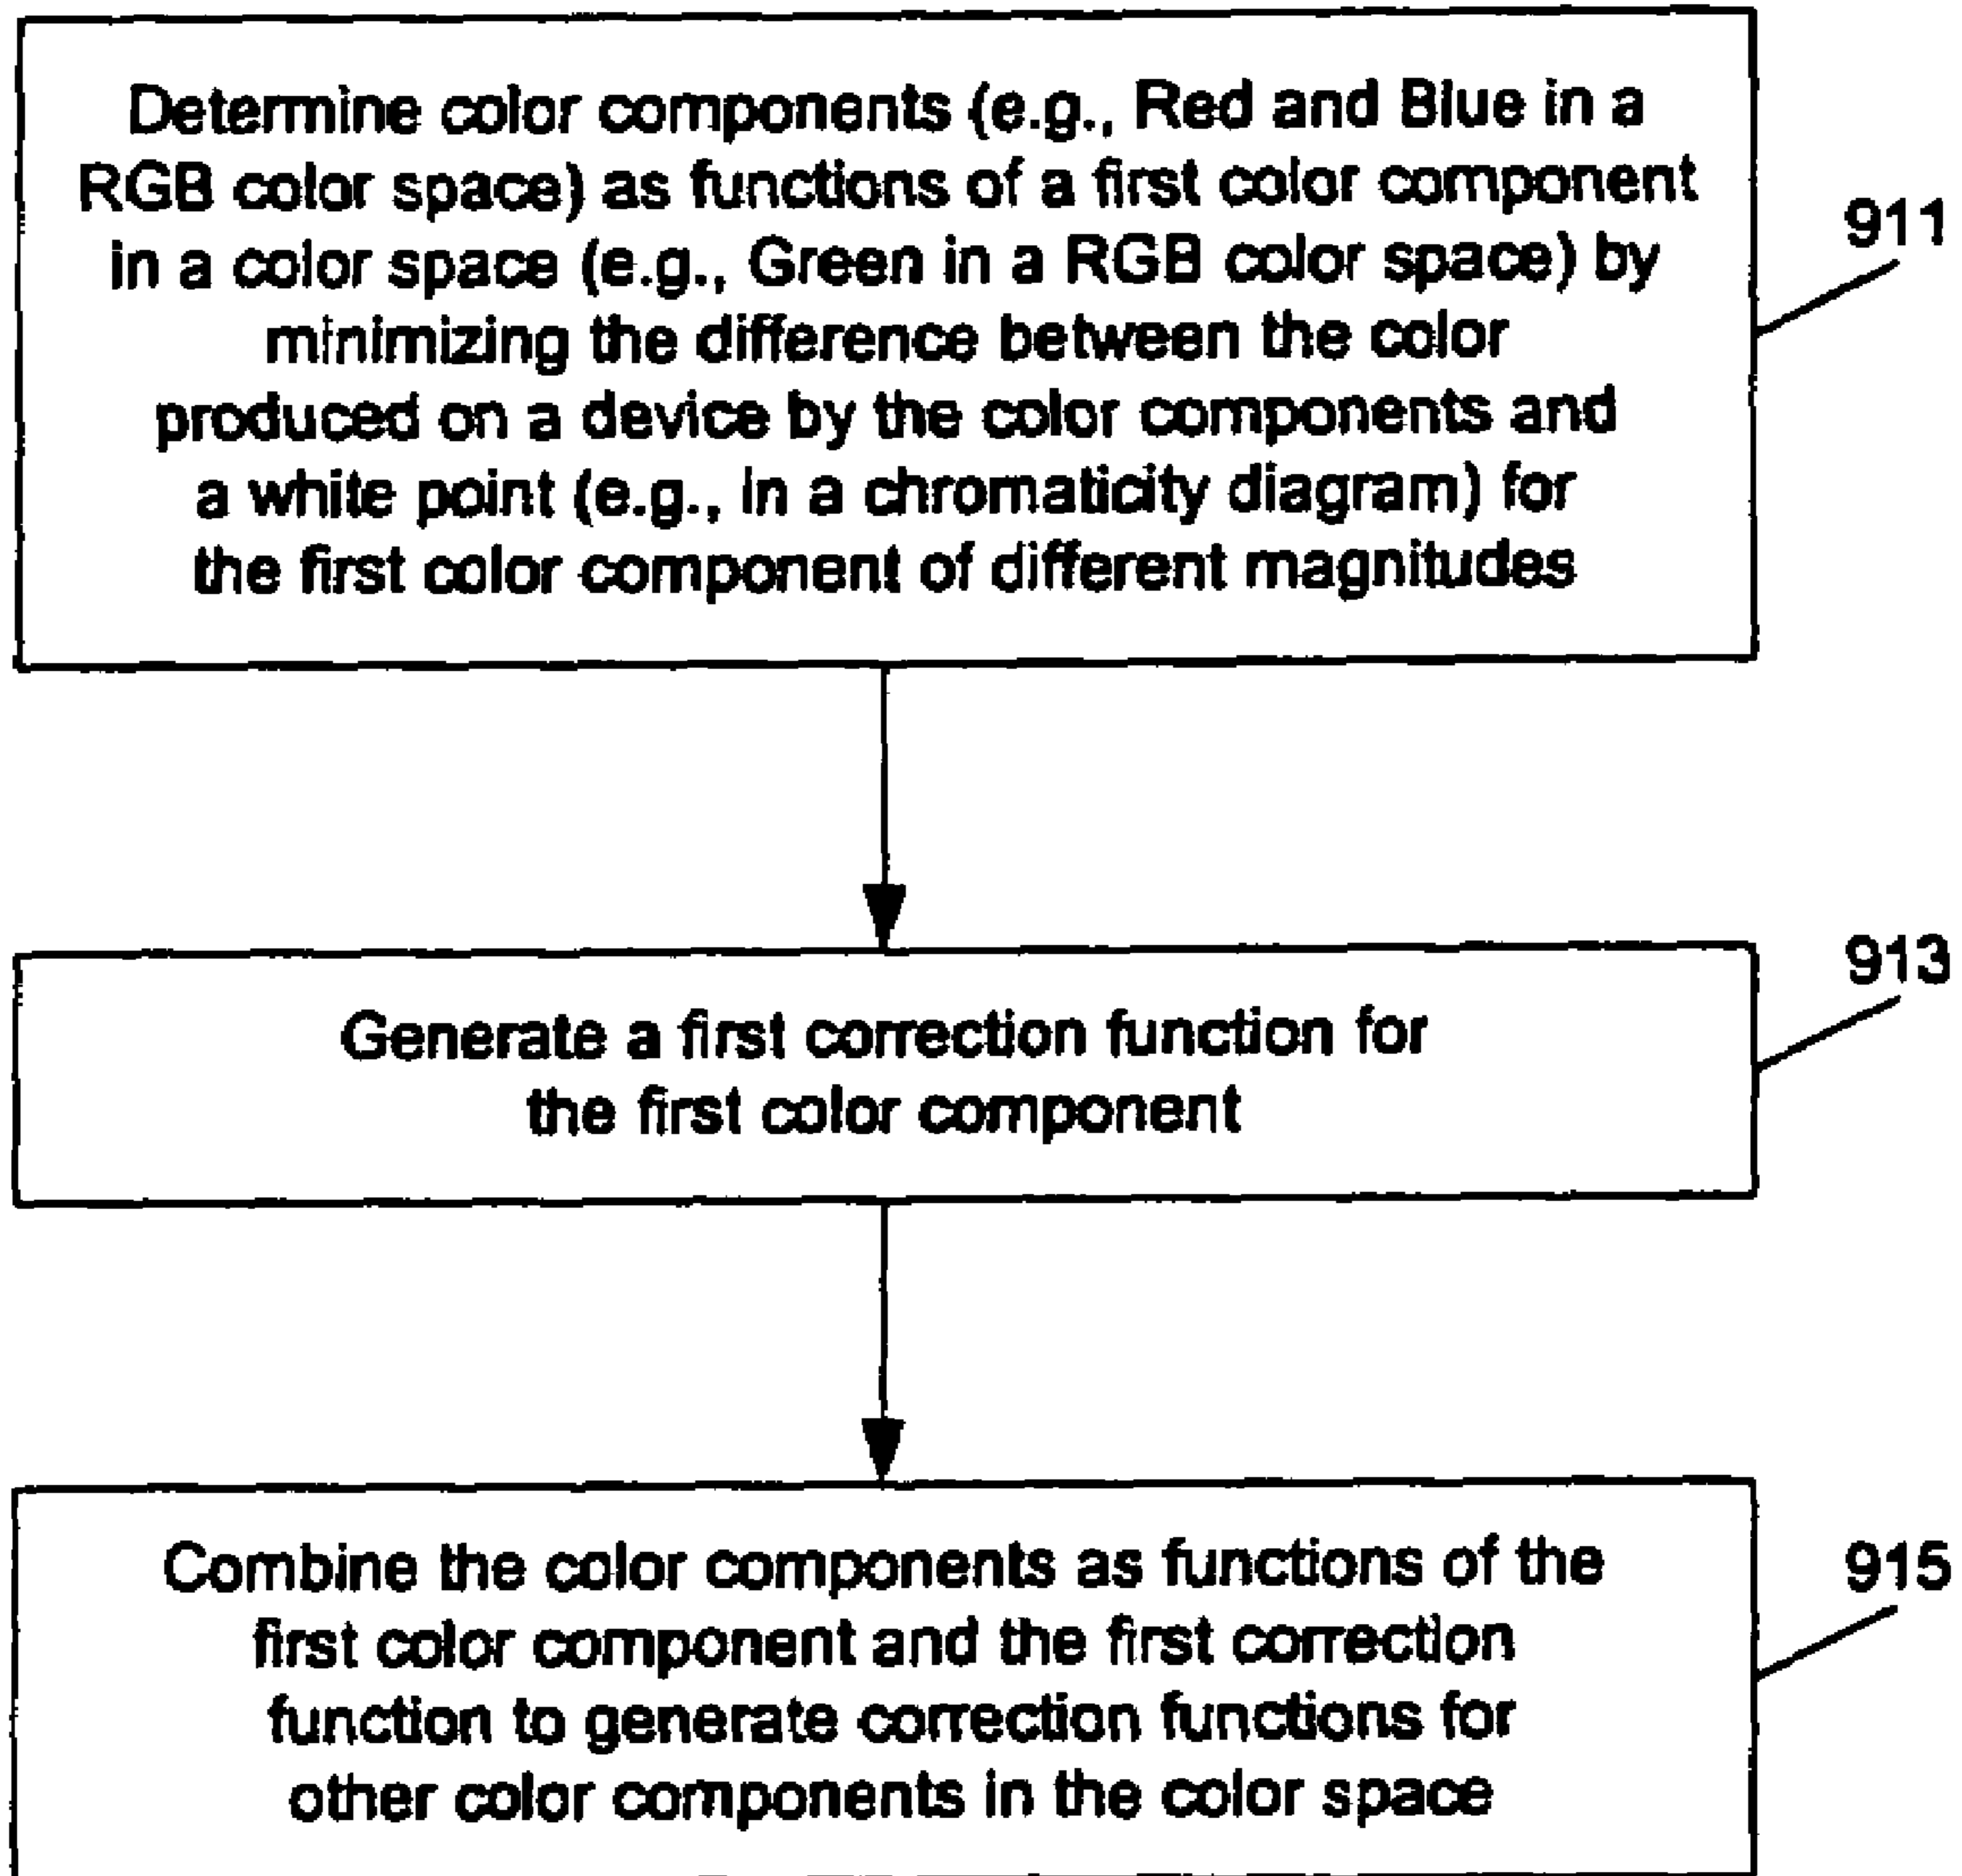 Determine color components (e.g., Red and Blue in a
RGB color space) as functions of a first color component
in a color space (e.g., Green in a RGB color space) by
minimizing the difference between the color
produced on a device by the color components and
a white point (e.g., in a chromaticity diagram) for
the first color component of different magnitudes
911
913
Generate a first correction function for
the first color component
915
Combine the color components as functions of the
first color component and the first correction
function to generate correction functions for
other color components in the color space